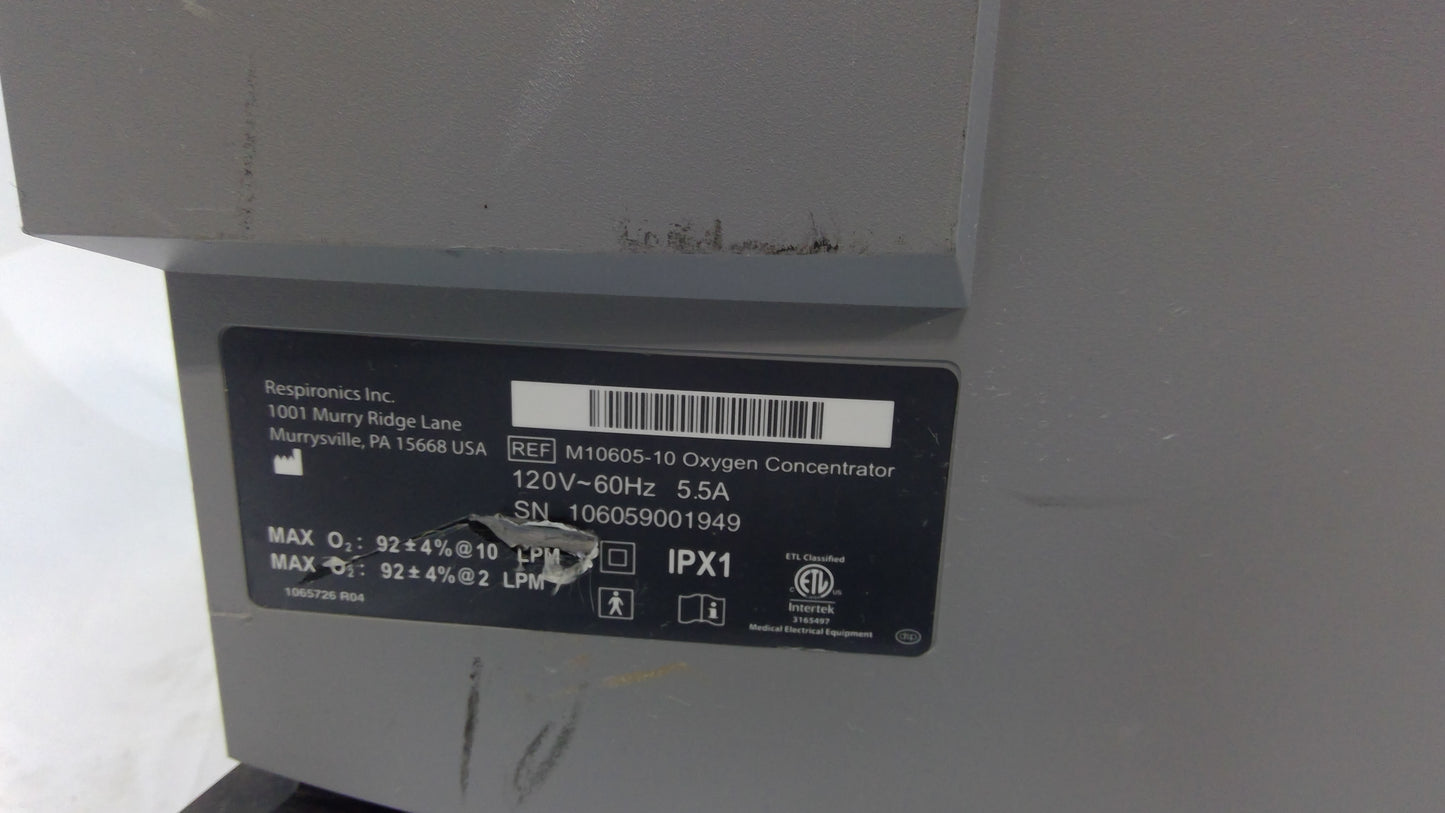 Respironics Inc.
1001 Murry Ridge Lane
Murrysville, PA 15668 USA
REF M10605-10 Oxygen Concentrator
120V~60Hz 5.5A
SN 106059001949
MAX O₂: 92±4%@10 LPM
MAX O₂: 92±4%@2 LPM
1065726 R04
IPX1
ETL Classified
C ETL US
Intertek
3165497
Medical Electrical Equipment